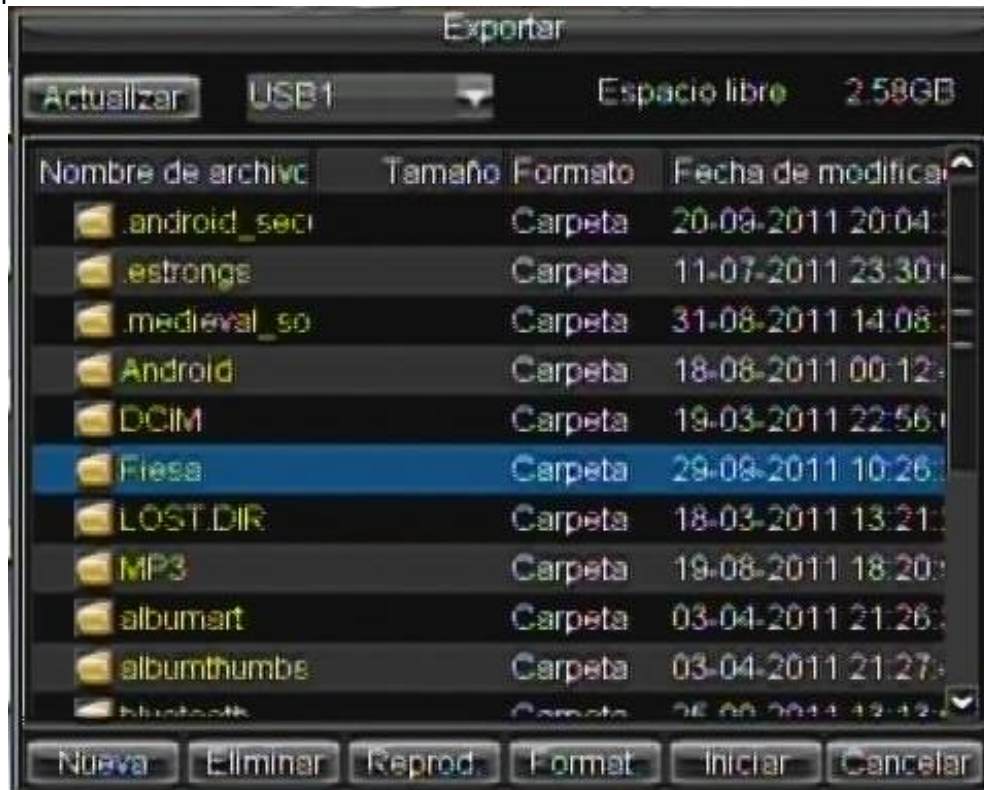 Exportar
Actualizar USB1 Espacio libre 2.58GB
Nombre de archivo Tamaño Formato Fecha de modifica
.android_sec Carpeta 20-09-2011 20:04:
.estrongs Carpeta 11-07-2011 23:30:
.medieval_so Carpeta 31-08-2011 14:08:
Android Carpeta 18-08-2011 00:12:
DCIM Carpeta 19-03-2011 22:56:
Fiesa Carpeta 29-09-2011 10:26:
LOST.DIR Carpeta 18-03-2011 13:21:
MP3 Carpeta 19-08-2011 18:20:
albumart Carpeta 03-04-2011 21:26:
albumthumbs Carpeta 03-04-2011 21:27:
bluetooth Carpeta
Nueva Eliminar Reprod. Format Iniciar Cancelar